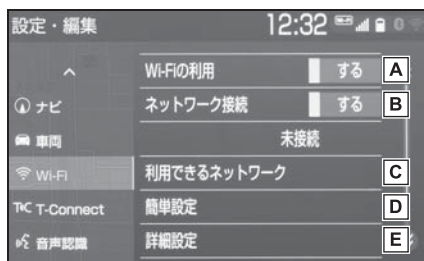 設定・編集 12:32
Wi-Fiの利用 する A
ナビ ネットワーク接続 する B
車両 未接続
Wi-Fi 利用できるネットワーク C
T-Connect 簡単設定 D
音声認識 詳細設定 E